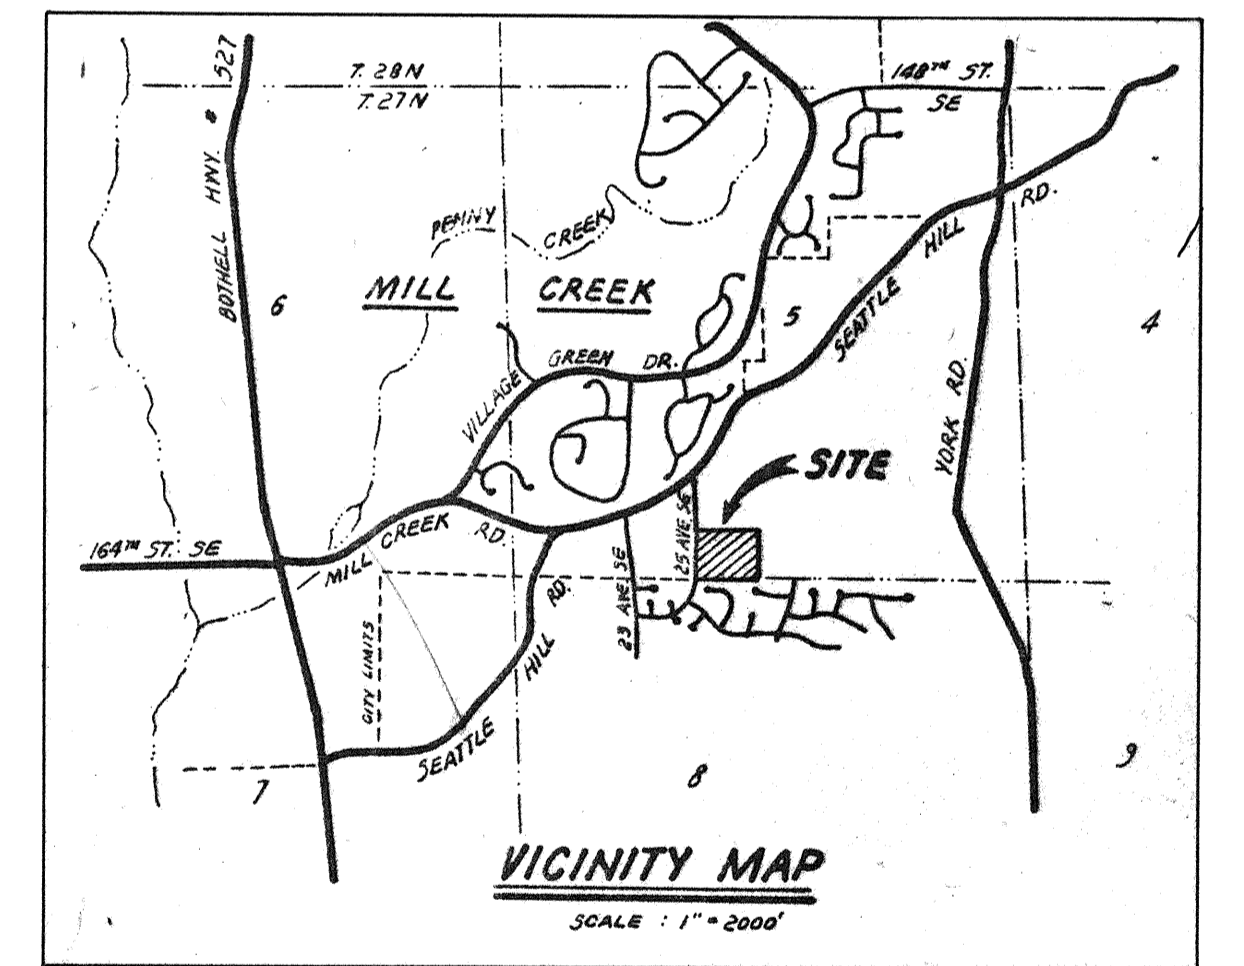 BOTHELL HWY. # 527
T. 28N
T. 27N
148TH ST.
SE
PENNY CREEK
MILL CREEK
SEATTLE HILL RD.
6
5
4
VILLAGE GREEN DR.
YORK RD.
SITE
164TH ST. SE
MILL CREEK RD.
25 AVE. SE
23 AVE. SE
CITY LIMITS
SEATTLE HILL RD.
7
8
9
VICINITY MAP
SCALE : 1" = 2000'